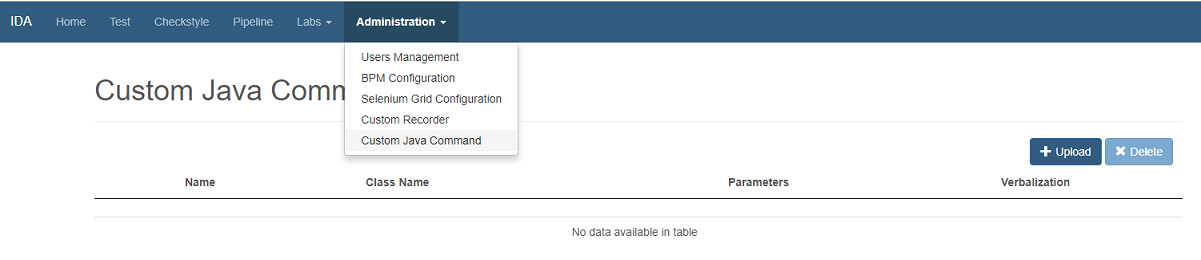 IDA Home Test Checkstyle Pipeline Labs Administration
Users Management
BPM Configuration
Selenium Grid Configuration
Custom Recorder
Custom Java Command
Custom Java Comm
Upload Delete
Name Class Name Parameters Verbalization
No data available in table